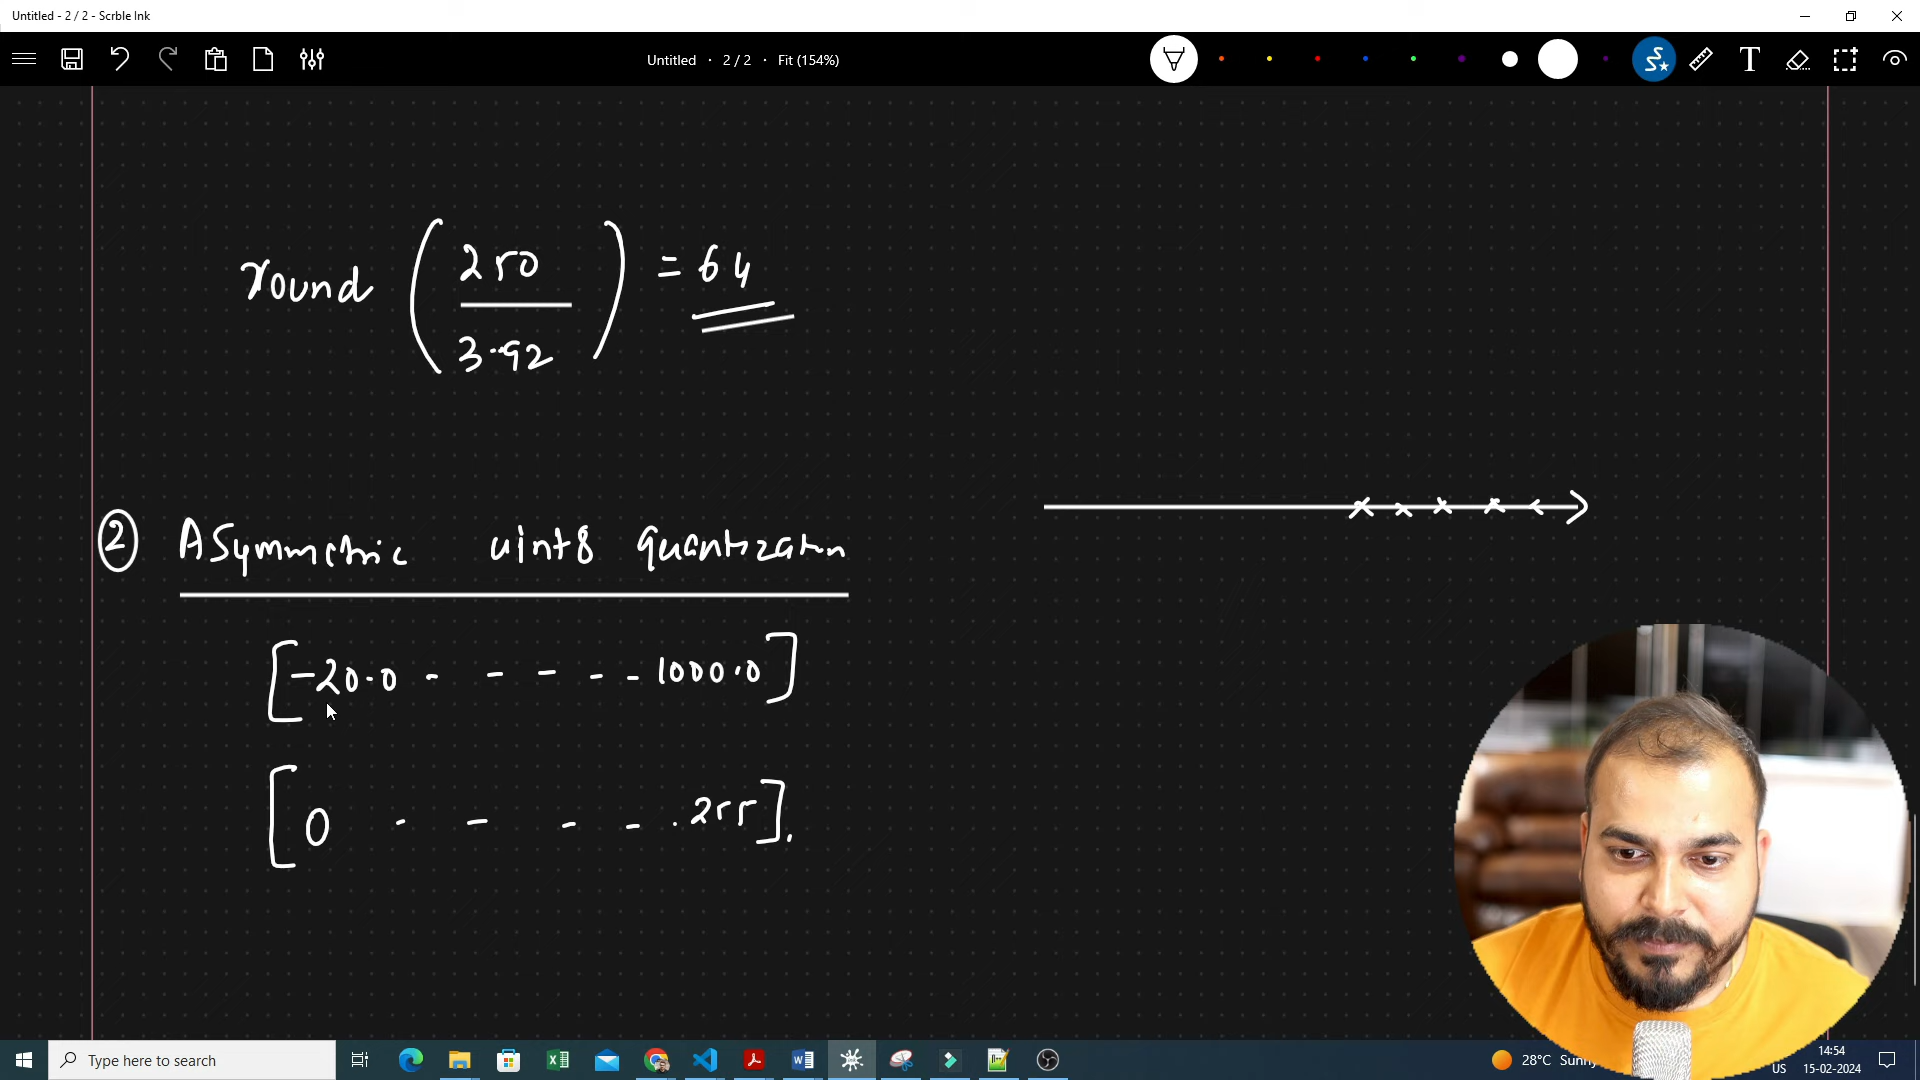 Untitled - 2 / 2 - Scrble Ink
Untitled · 2 / 2 · Fit (154%)
round ( 250 / 3.92 ) = 64
② ASymmetric uint8 quantization
[-20.0 - - - - - 1000.0]
[0 - - - - . 255].
Type here to search
28°C Sunny
14:54
US 15-02-2024